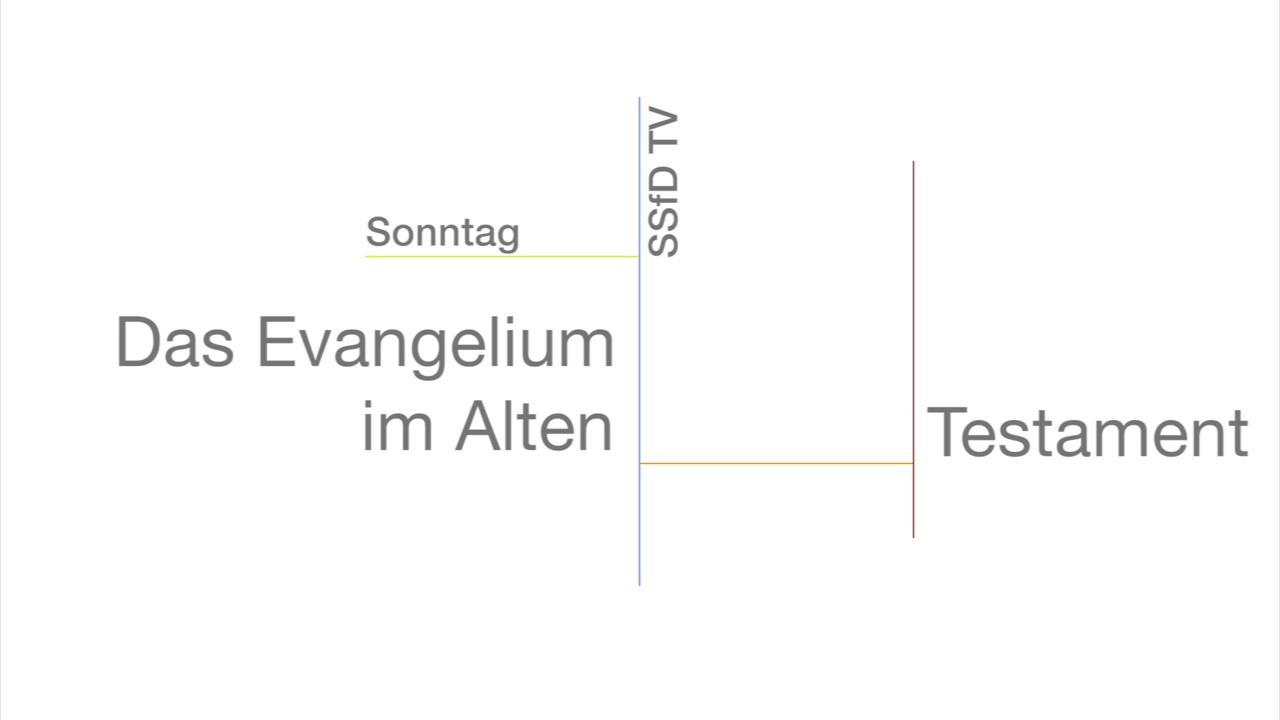 SSfD TV
Sonntag
Das Evangelium
im Alten
Testament